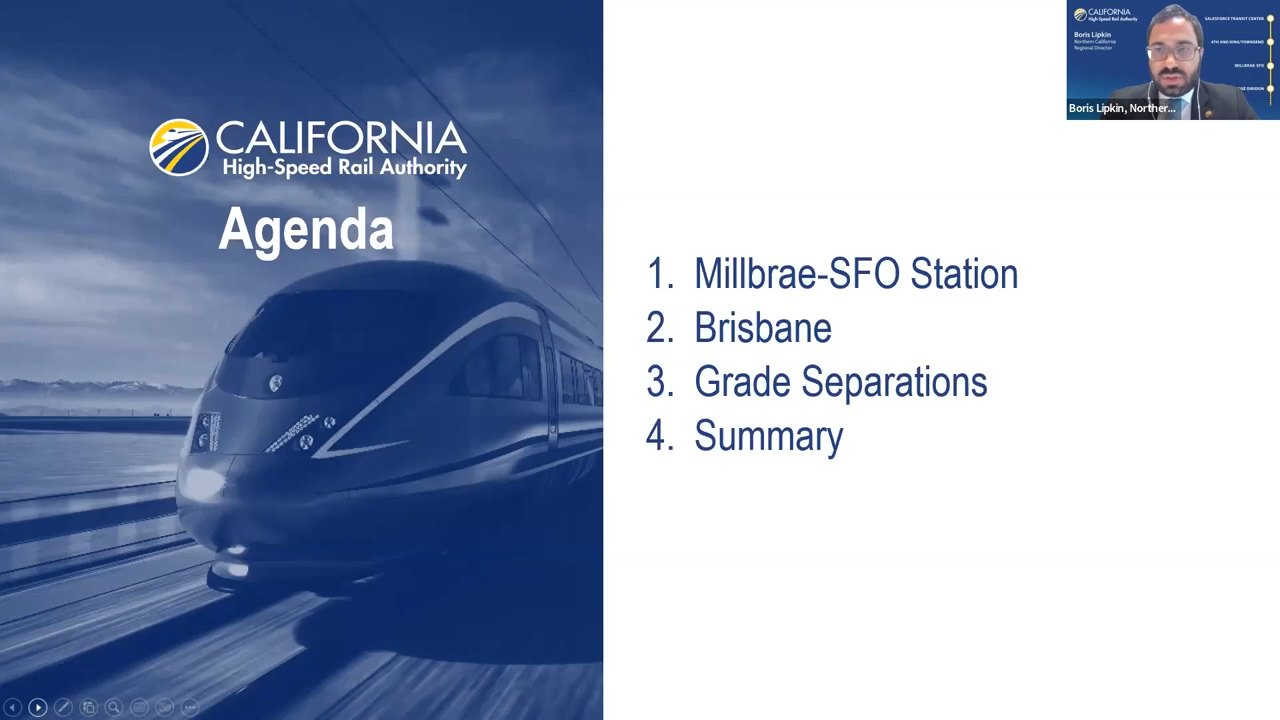 CALIFORNIA
High-Speed Rail Authority
Agenda
1. Millbrae-SFO Station
2. Brisbane
3. Grade Separations
4. Summary
CALIFORNIA
High-Speed Rail Authority
Boris Lipkin
Northern California
Regional Director
SALESFORCE TRANSIT CENTER
4TH AND KING/TOWNSEND
MILLBRAE-SFO
DIRIDON
Boris Lipkin, Norther...